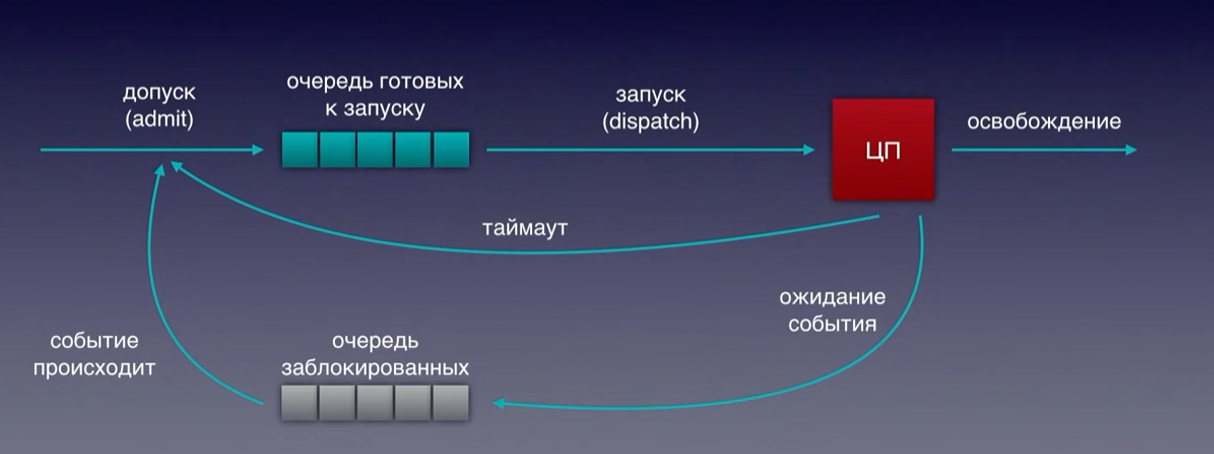 допуск
(admit)
очередь готовых
к запуску
запуск
(dispatch)
ЦП
освобождение
таймаут
ожидание
события
событие
происходит
очередь
заблокированных